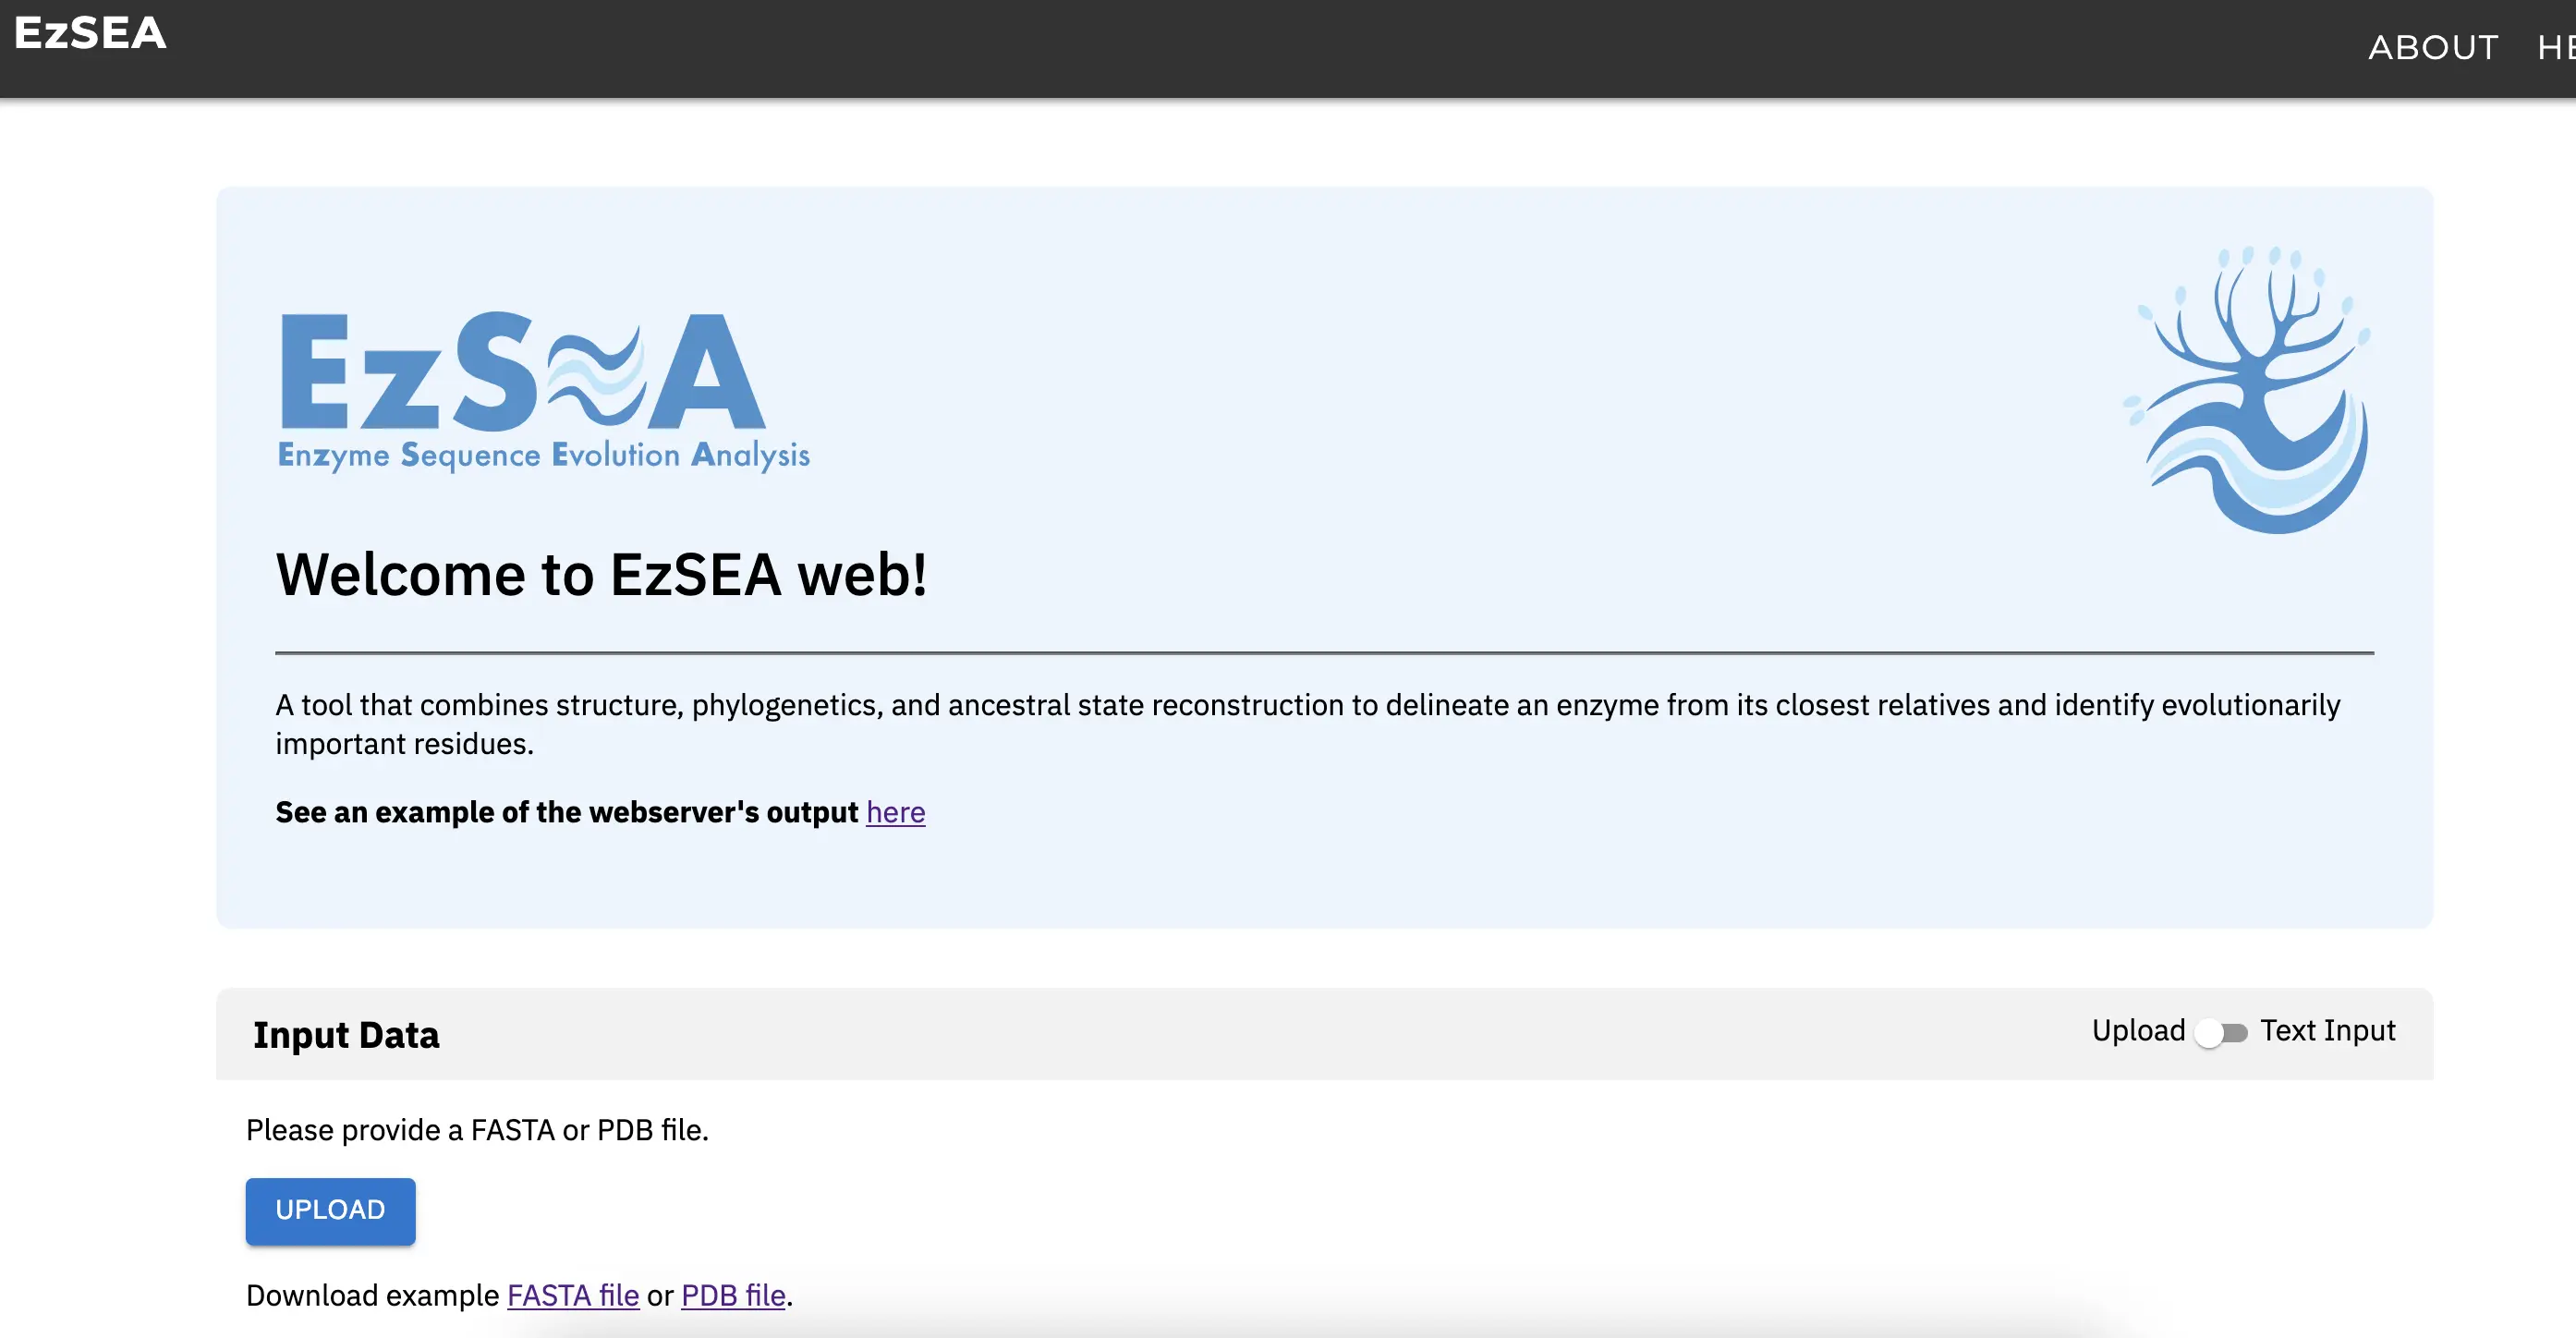 EzSEA
ABOUT
EzSEA
Enzyme Sequence Evolution Analysis
Welcome to EzSEA web!
A tool that combines structure, phylogenetics, and ancestral state reconstruction to delineate an enzyme from its closest relatives and identify evolutionarily
important residues.
See an example of the webserver's output here
Input Data
Upload Text Input
Please provide a FASTA or PDB file.
UPLOAD
Download example FASTA file or PDB file.